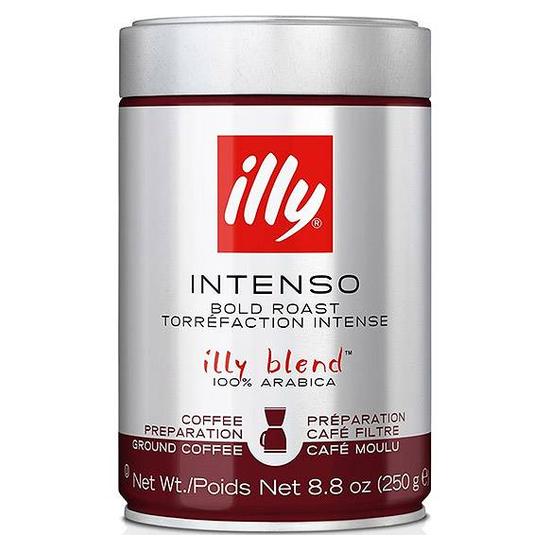 illy®
INTENSO
BOLD ROAST
TORRÉFACTION INTENSE
illy blend™
100% ARABICA
COFFEE
PREPARATION
GROUND COFFEE
PRÉPARATION
CAFÉ FILTRE
CAFÉ MOULU
Net Wt./Poids Net 8.8 oz (250 g ℮)